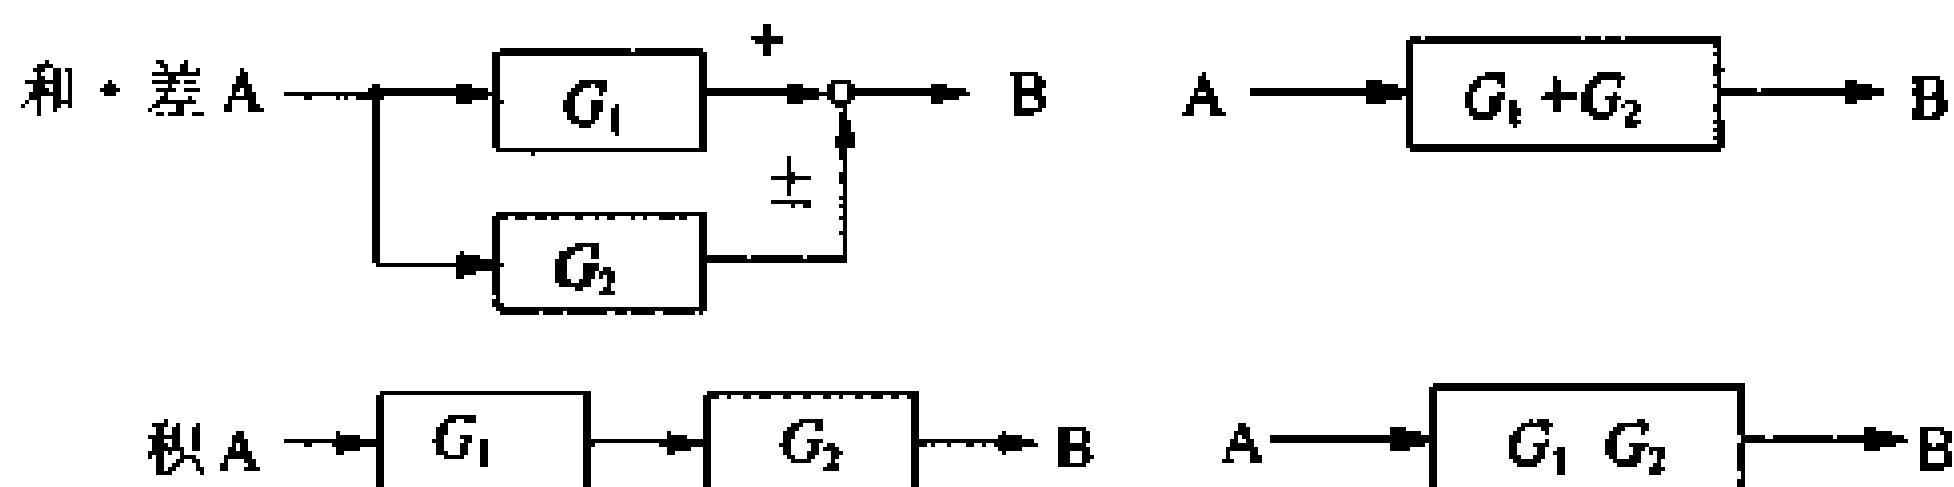 +
和·差 A G₁ B A G₁+G₂ B
±
G₂
积 A G₁ G₂ B A G₁ G₂ B